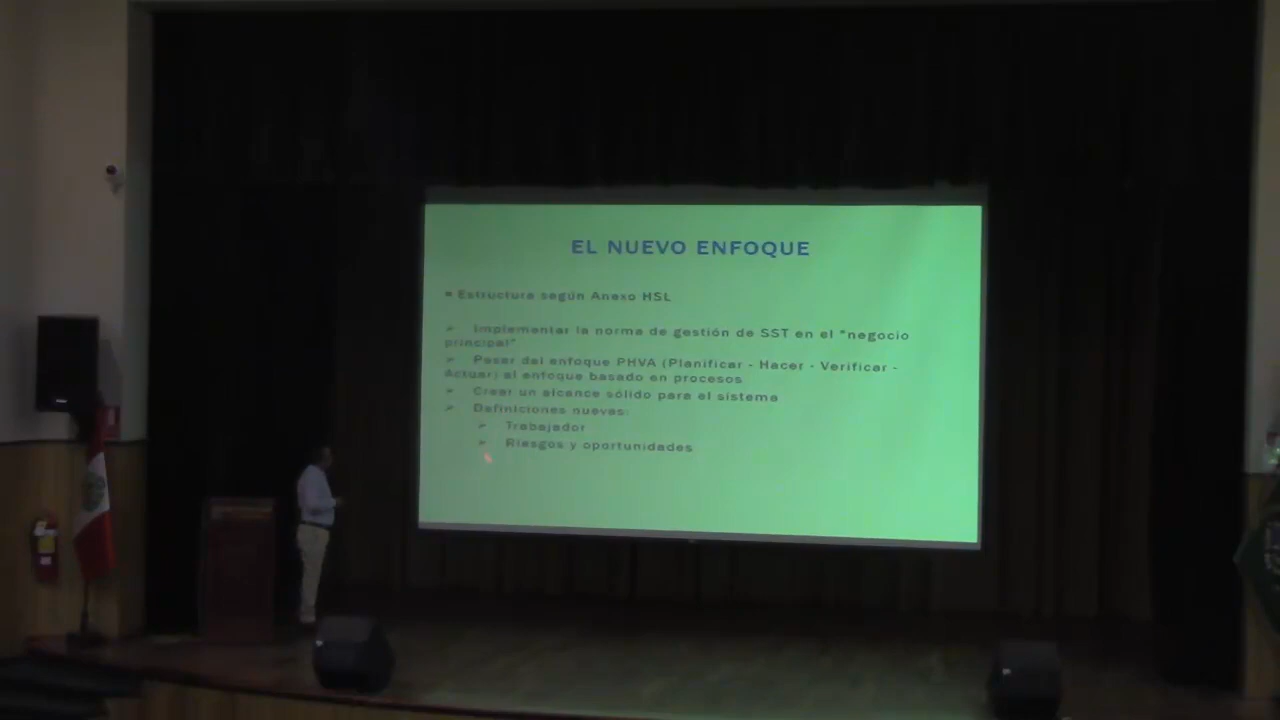 EL NUEVO ENFOQUE
Estructura según Anexo HSL
Implementar la norma de gestión de SST en el "negocio
principal"
Pasar del enfoque PHVA (Planificar - Hacer - Verificar -
Actuar) al enfoque basado en procesos
Crear un alcance sólido para el sistema
Definiciones nuevas:
Trabajador
Riesgos y oportunidades